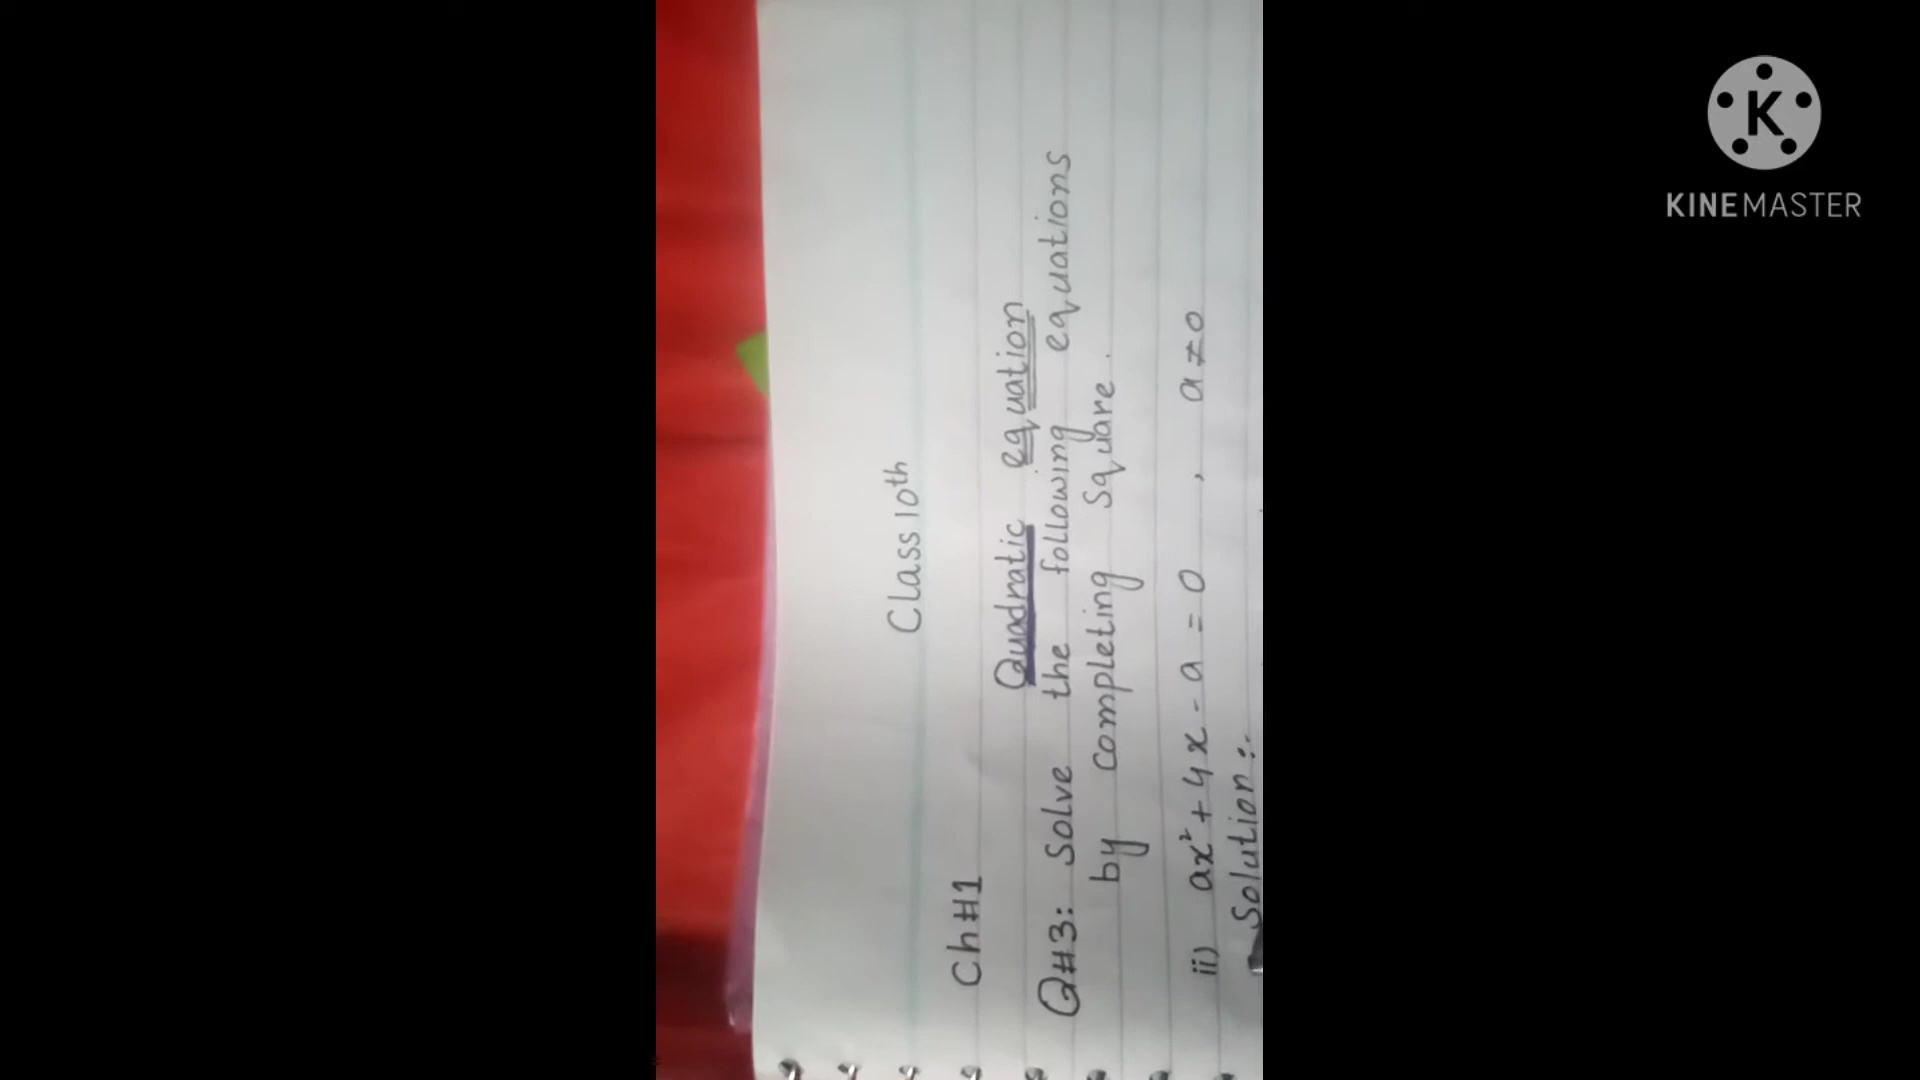 Class 10th
Ch#1
Quadratic equation
Q#3: Solve the following equations
by completing Square.
ii) ax² + 4x - a = 0 , a ≠ 0
Solution:-
K
KINEMASTER